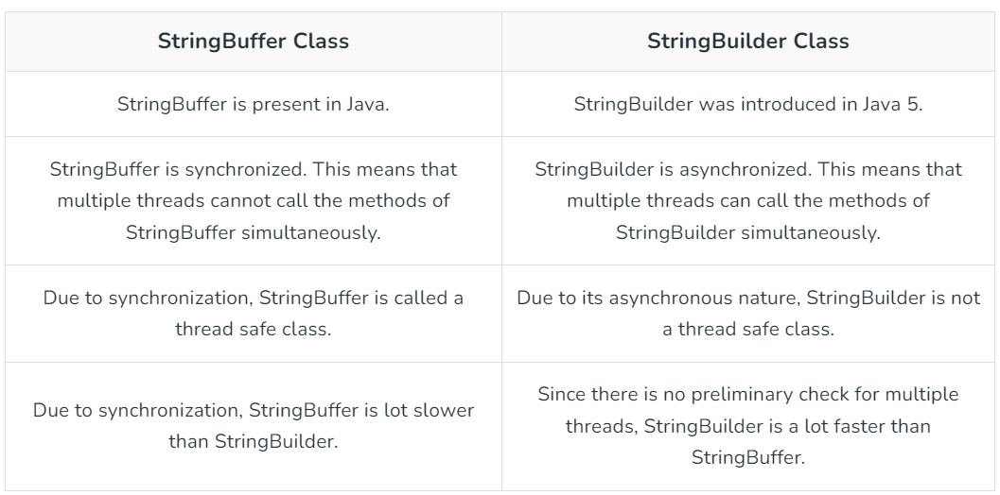 StringBuffer Class
StringBuilder Class
StringBuffer is present in Java.
StringBuilder was introduced in Java 5.
StringBuffer is synchronized. This means that
multiple threads cannot call the methods of
StringBuffer simultaneously.
StringBuilder is asynchronized. This means that
multiple threads can call the methods of
StringBuilder simultaneously.
Due to synchronization, StringBuffer is called a
thread safe class.
Due to its asynchronous nature, StringBuilder is not
a thread safe class.
Due to synchronization, StringBuffer is lot slower
than StringBuilder.
Since there is no preliminary check for multiple
threads, StringBuilder is a lot faster than
StringBuffer.